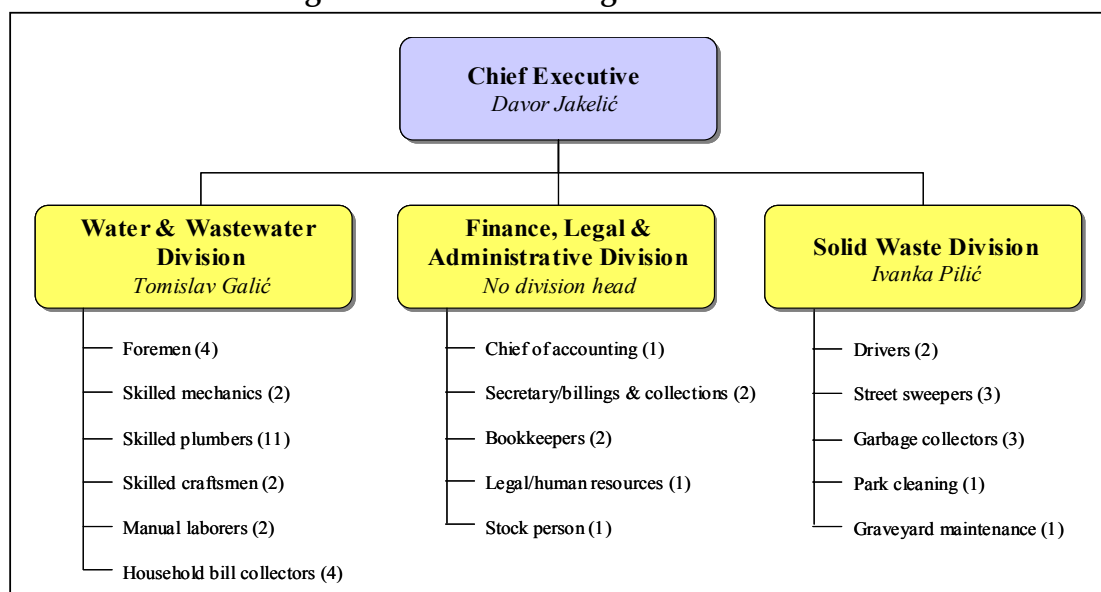 Chief Executive
Davor Jakelić
Water & Wastewater
Division
Tomislav Galić
Foremen (4)
Skilled mechanics (2)
Skilled plumbers (11)
Skilled craftsmen (2)
Manual laborers (2)
Household bill collectors (4)
Finance, Legal &
Administrative Division
No division head
Chief of accounting (1)
Secretary/billings & collections (2)
Bookkeepers (2)
Legal/human resources (1)
Stock person (1)
Solid Waste Division
Ivanka Pilić
Drivers (2)
Street sweepers (3)
Garbage collectors (3)
Park cleaning (1)
Graveyard maintenance (1)